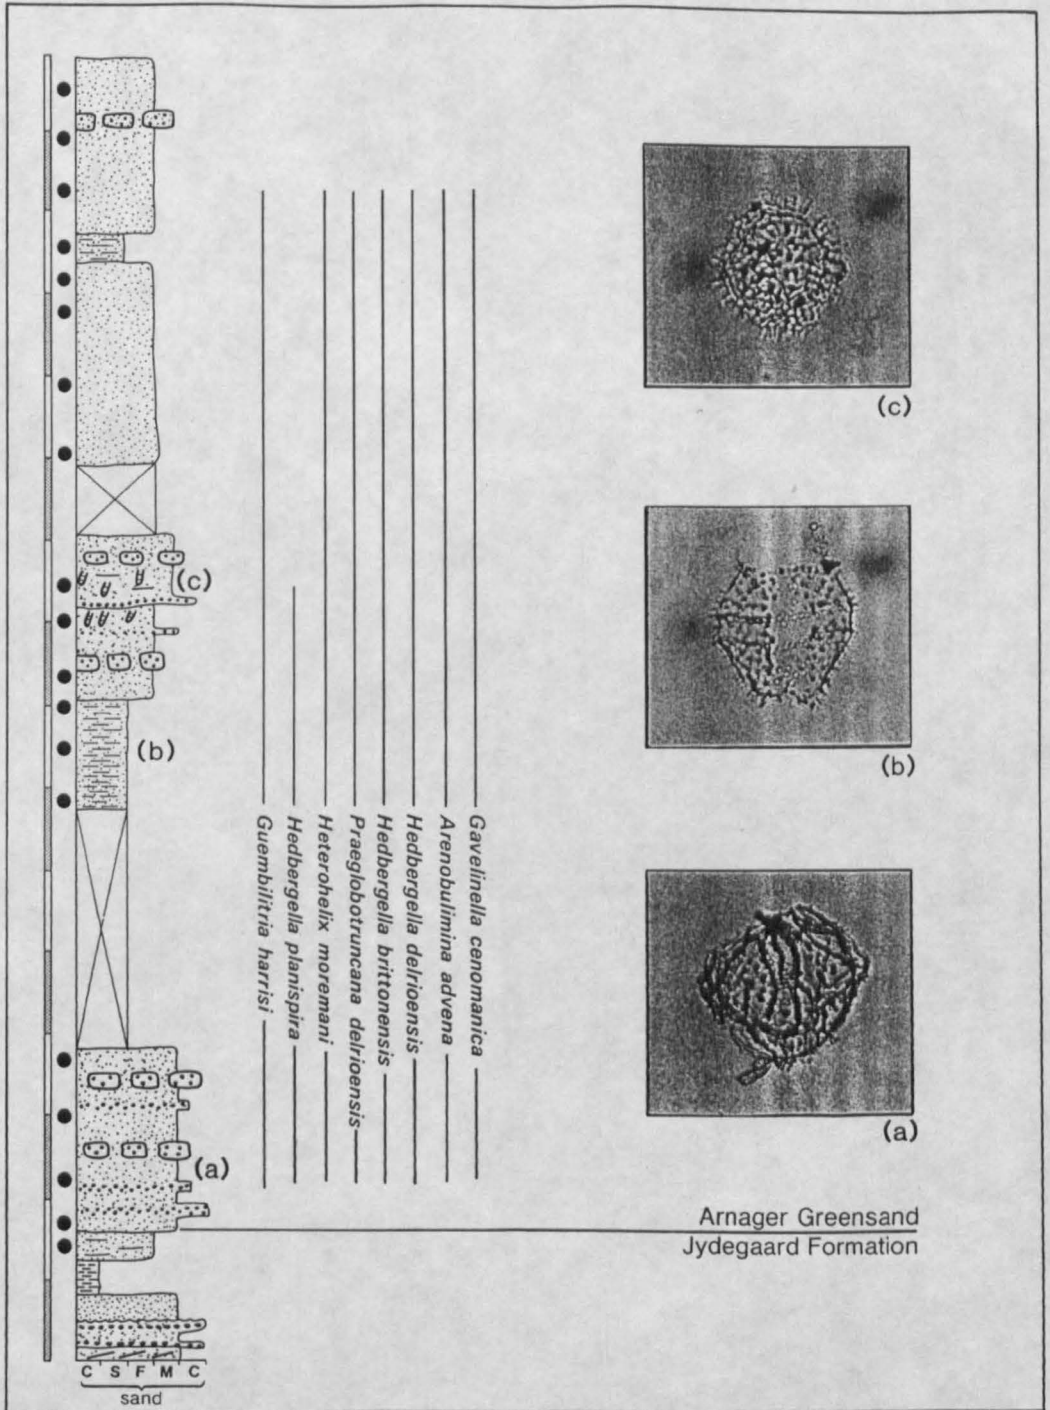 (c)
(c)
(b)
(b)
Guembilitria harrisi
Hedbergella planispira
Heterohelix moremani
Praeglobotruncana delrioensis
Hedbergella brittonensis
Hedbergella delrioensis
Arenobulimina advena
Gavelinella cenomanica
(a)
(a)
Arnager Greensand
Jydegaard Formation
C S F M C
sand